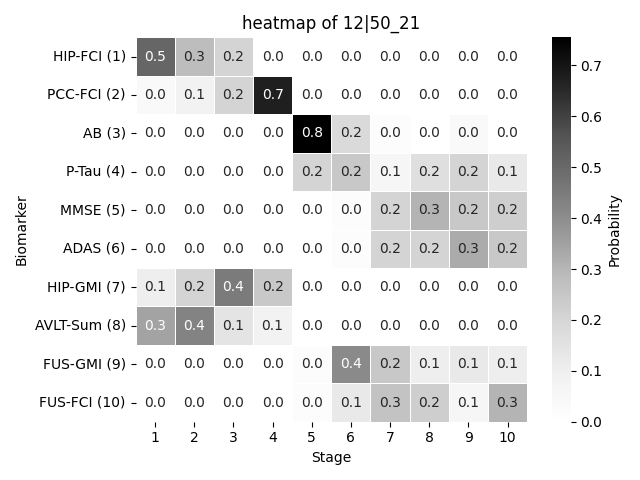 heatmap of 12|50_21
HIP-FCI (1) 0.5 0.3 0.2 0.0 0.0 0.0 0.0 0.0 0.0 0.0
PCC-FCI (2) 0.0 0.1 0.2 0.7 0.0 0.0 0.0 0.0 0.0 0.0
AB (3) 0.0 0.0 0.0 0.0 0.8 0.2 0.0 0.0 0.0 0.0
P-Tau (4) 0.0 0.0 0.0 0.0 0.2 0.2 0.1 0.2 0.2 0.1
MMSE (5) 0.0 0.0 0.0 0.0 0.0 0.0 0.2 0.3 0.2 0.2
ADAS (6) 0.0 0.0 0.0 0.0 0.0 0.0 0.2 0.2 0.3 0.2
HIP-GMI (7) 0.1 0.2 0.4 0.2 0.0 0.0 0.0 0.0 0.0 0.0
AVLT-Sum (8) 0.3 0.4 0.1 0.1 0.0 0.0 0.0 0.0 0.0 0.0
FUS-GMI (9) 0.0 0.0 0.0 0.0 0.0 0.4 0.2 0.1 0.1 0.1
FUS-FCI (10) 0.0 0.0 0.0 0.0 0.0 0.1 0.3 0.2 0.1 0.3
1 2 3 4 5 6 7 8 9 10
Stage
Biomarker
0.7
0.6
0.5
0.4
0.3
0.2
0.1
0.0
Probability